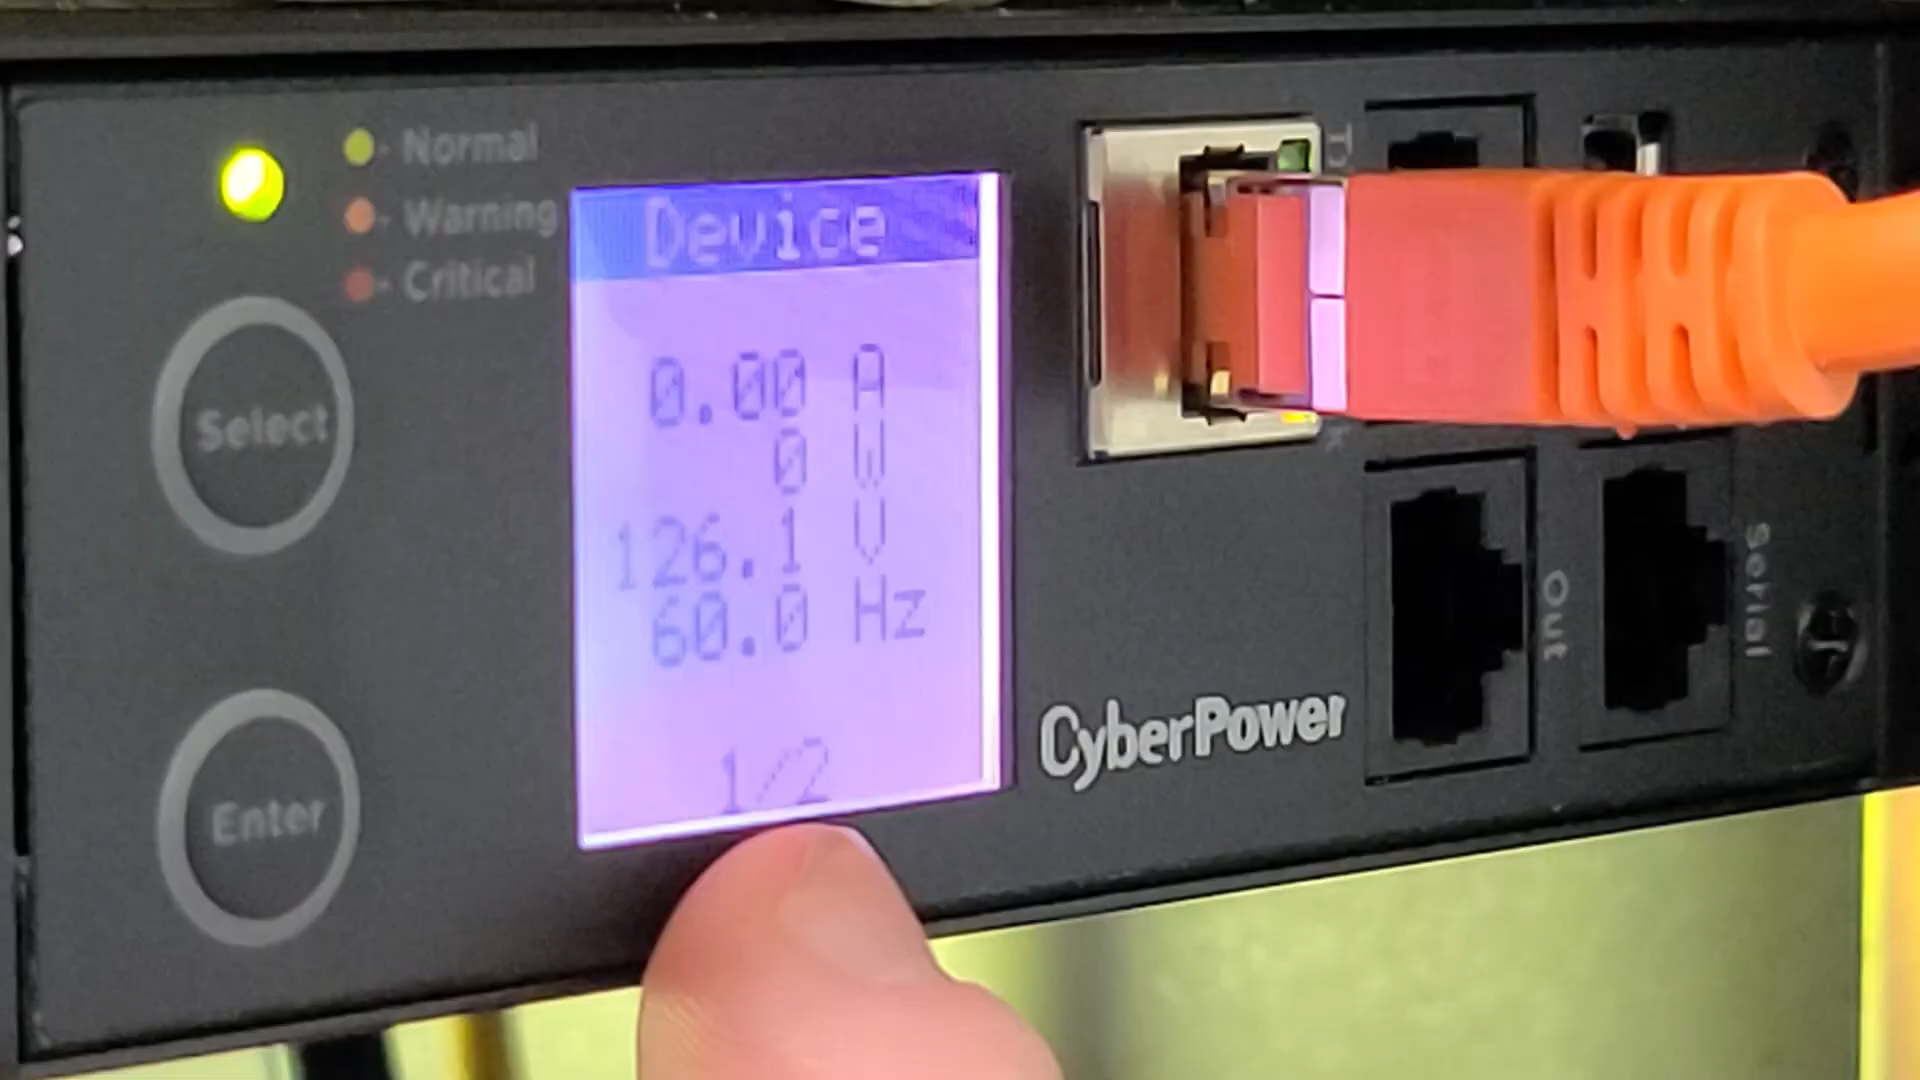 Normal
Warning
Critical
Select
Enter
Device
0.00 A
0 W
126.1 V
60.0 Hz
1/2
CyberPower
Out
Serial